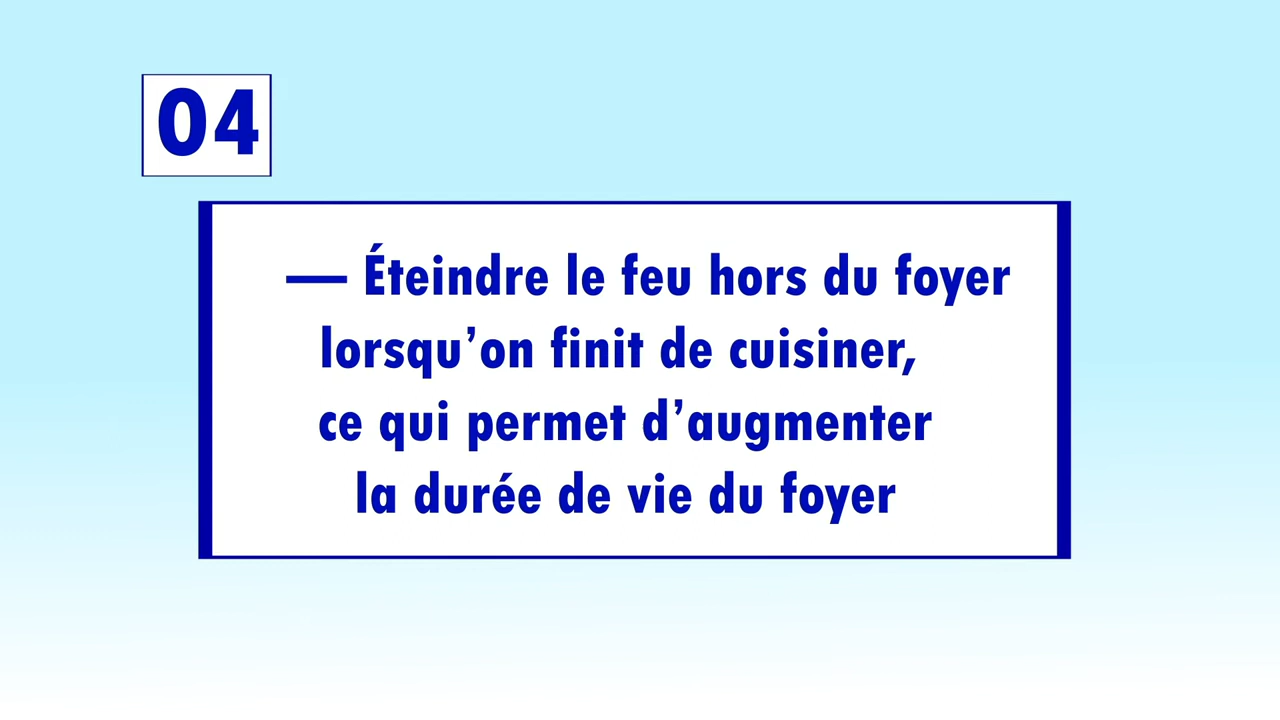 04
— Éteindre le feu hors du foyer
lorsqu’on finit de cuisiner,
ce qui permet d’augmenter
la durée de vie du foyer